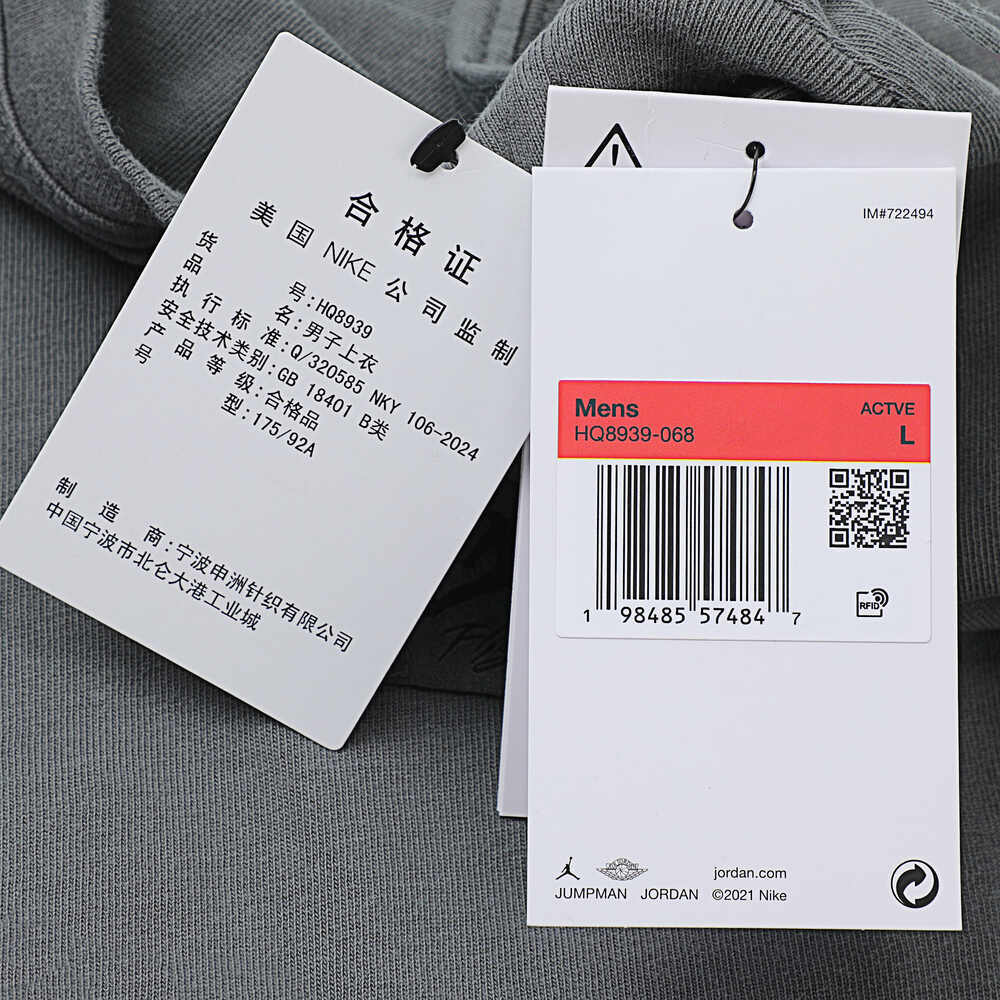 合格证
美国NIKE公司监制
货号:HQ8939
品名:男子上衣
执行标准:Q/320585 NKY 106-2024
安全技术类别:GB 18401 B类
产品等级:合格品
号型:175/92A
制造商:宁波申洲针织有限公司
中国宁波市北仑大港工业城
IM#722494
Mens ACTVE
HQ8939-068 L
RFID
1 98485 57484 7
jordan.com
JUMPMAN JORDAN ©2021 Nike